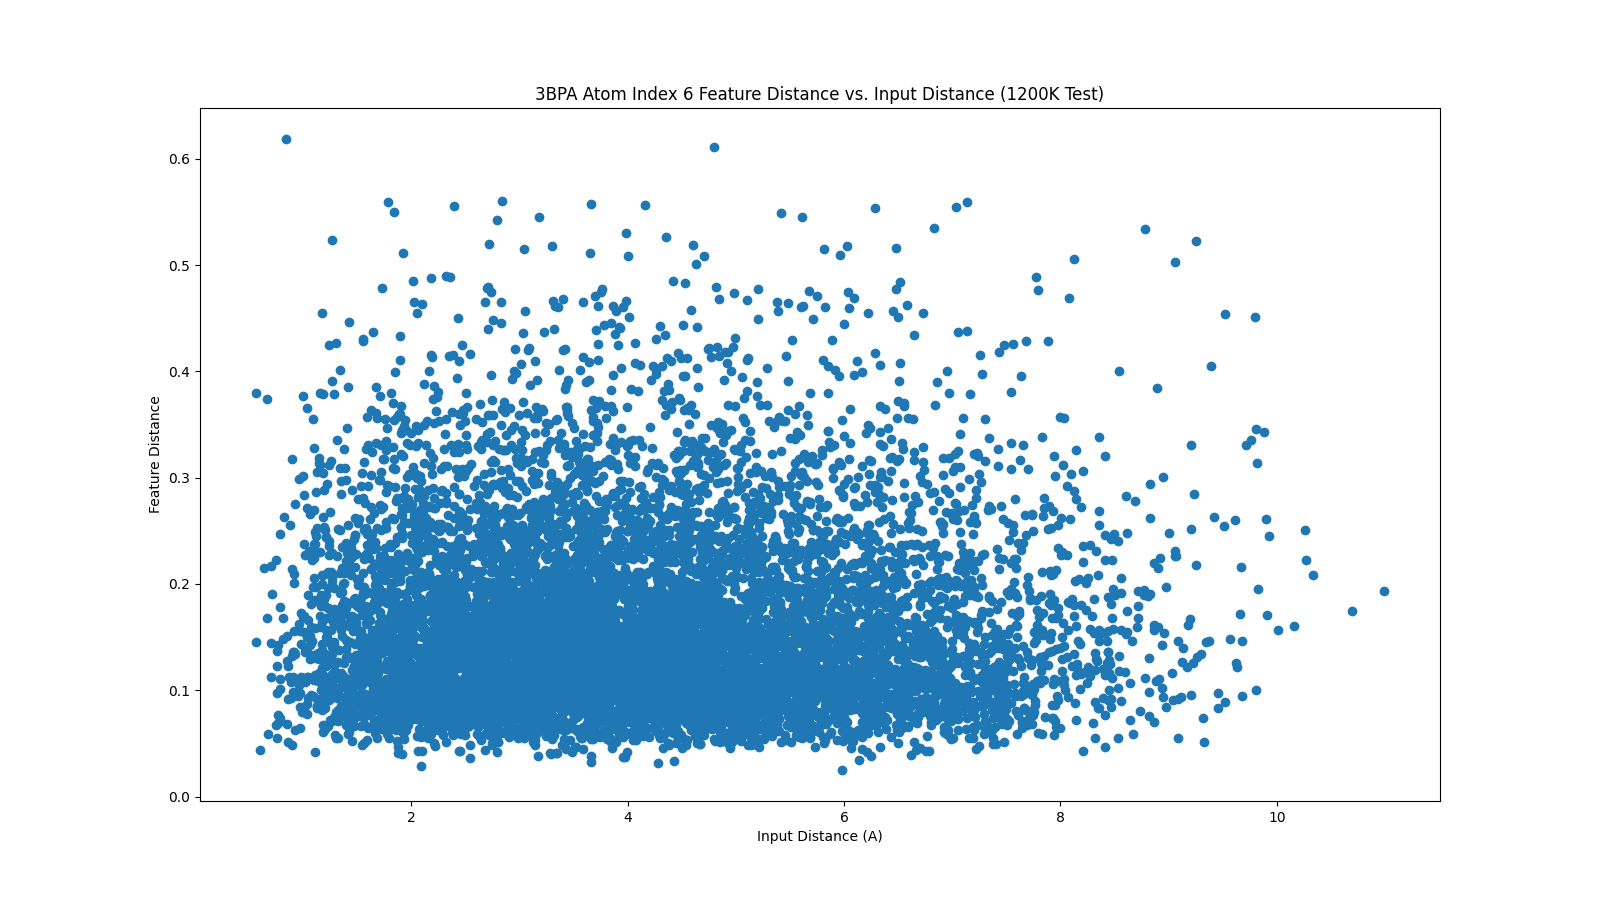 3BPA Atom Index 6 Feature Distance vs. Input Distance (1200K Test)
0.6
0.5
0.4
0.3
0.2
0.1
0.0
Feature Distance
2 4 6 8 10
Input Distance (A)